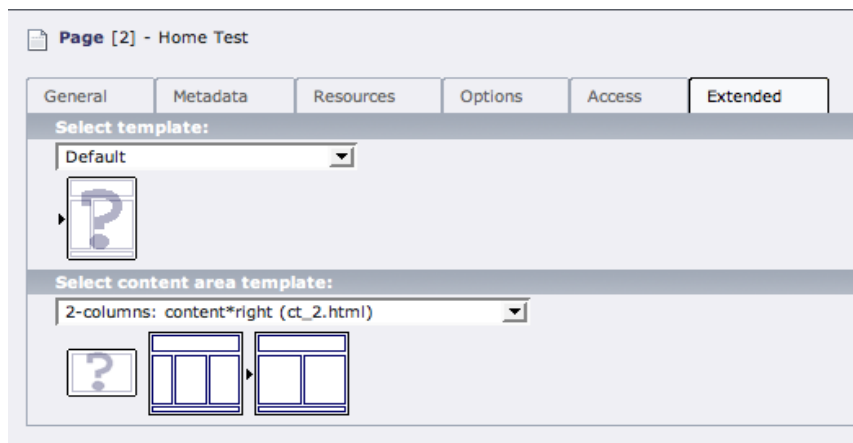 Page [2] - Home Test
General Metadata Resources Options Access Extended
Select template:
Default
?
Select content area template:
2-columns: content*right (ct_2.html)
?